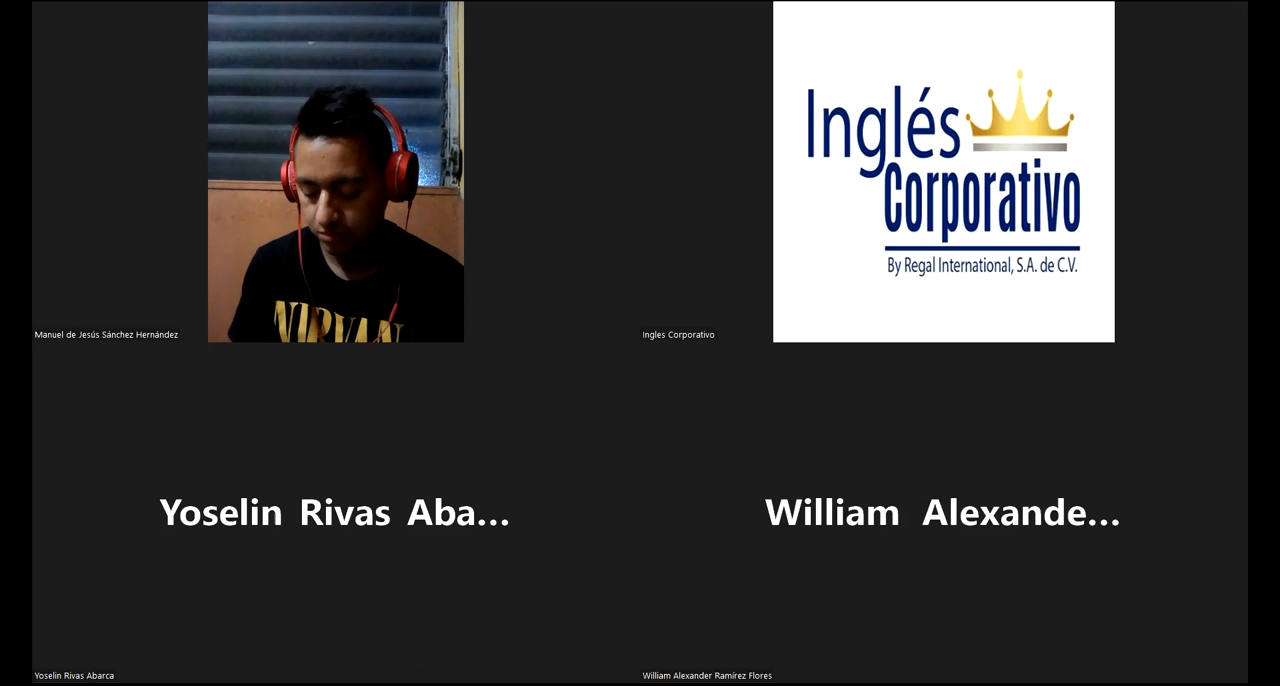 NIRVAN
Manuel de Jesús Sánchez Hernández
Inglés
Corporativo
By Regal International, S.A. de C.V.
Ingles Corporativo
Yoselin Rivas Aba...
Yoselin Rivas Abarca
William Alexande...
William Alexander Ramírez Flores